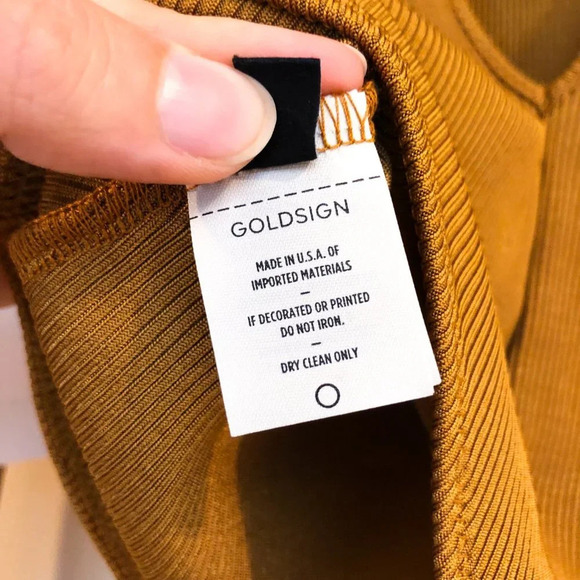 GOLDSIGN
MADE IN U.S.A. OF
IMPORTED MATERIALS
—
IF DECORATED OR PRINTED
DO NOT IRON.
—
DRY CLEAN ONLY